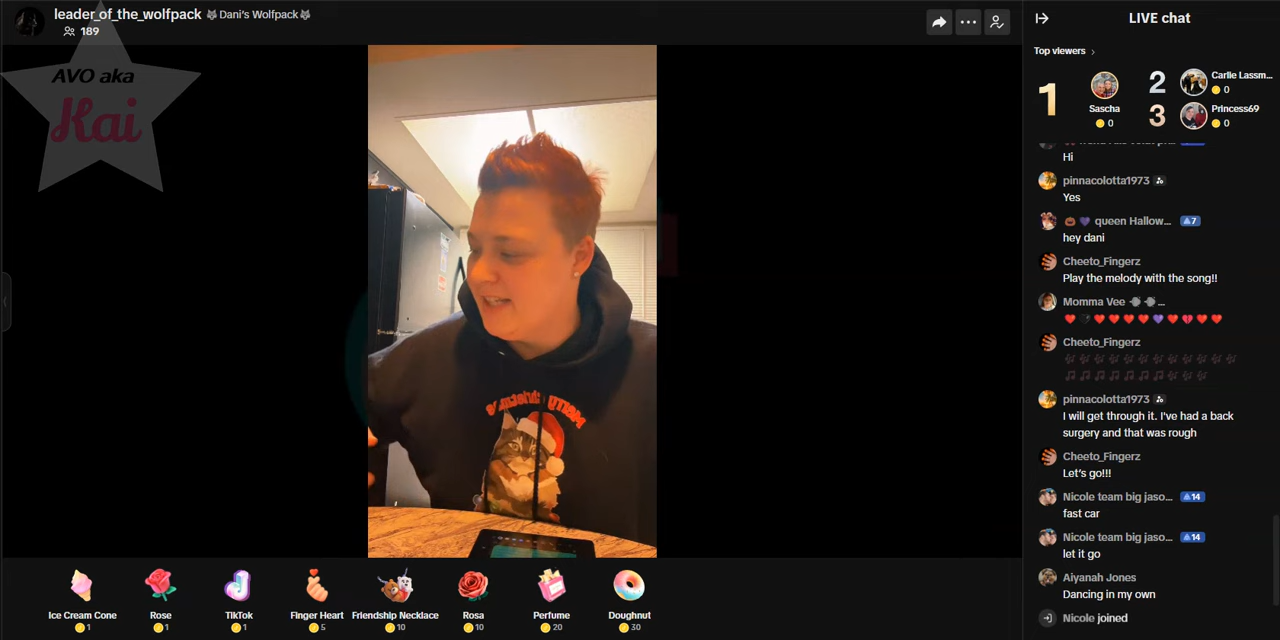 leader_of_the_wolfpack 🐺Dani's Wolfpack🐺
189
AVO aka
Kai
Merry Christmas
LIVE chat
Top viewers
1
Sascha
0
2
Carlie Lassm...
0
3
Princess69
0
Hi
pinnacolotta1973
Yes
🎃💜 queen Hallow... 7
hey dani
Cheeto_Fingerz
Play the melody with the song!!
Momma Vee
Cheeto_Fingerz
pinnacolotta1973
I will get through it. I've had a back
surgery and that was rough
Cheeto_Fingerz
Let's go!!!
Nicole team big jaso... 14
fast car
Nicole team big jaso... 14
let it go
Aiyanah Jones
Dancing in my own
Nicole joined
Ice Cream Cone
1
Rose
1
TikTok
1
Finger Heart
5
Friendship Necklace
10
Rosa
10
Perfume
20
Doughnut
30